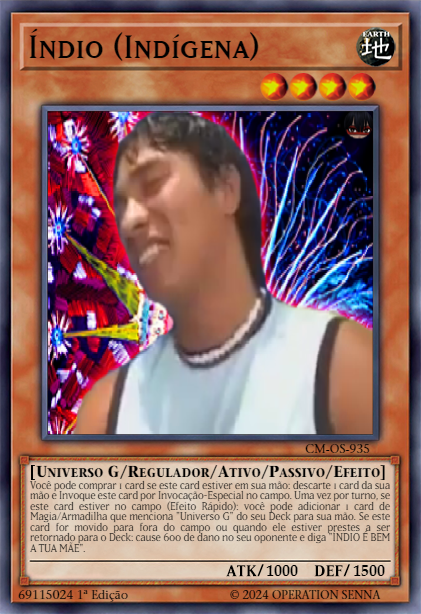 Índio (Indígena)
EARTH
地
CM-OS-935
[Universo G/Regulador/Ativo/Passivo/Efeito]
Você pode comprar 1 card se este card estiver em sua mão: descarte 1 card da sua
mão e Invoque este card por Invocação-Especial no campo. Uma vez por turno, se
este card estiver no campo (Efeito Rápido): você pode adicionar 1 card de
Magia/Armadilha que menciona "Universo G" do seu Deck para sua mão. Se este
card for movido para fora do campo ou quando ele estiver prestes a ser
retornado para o Deck: cause 600 de dano no seu oponente e diga "INDIO É BEM
A TUA MÃE".
ATK/1000 DEF/1500
69115024 1ª Edição © 2024 OPERATION SENNA